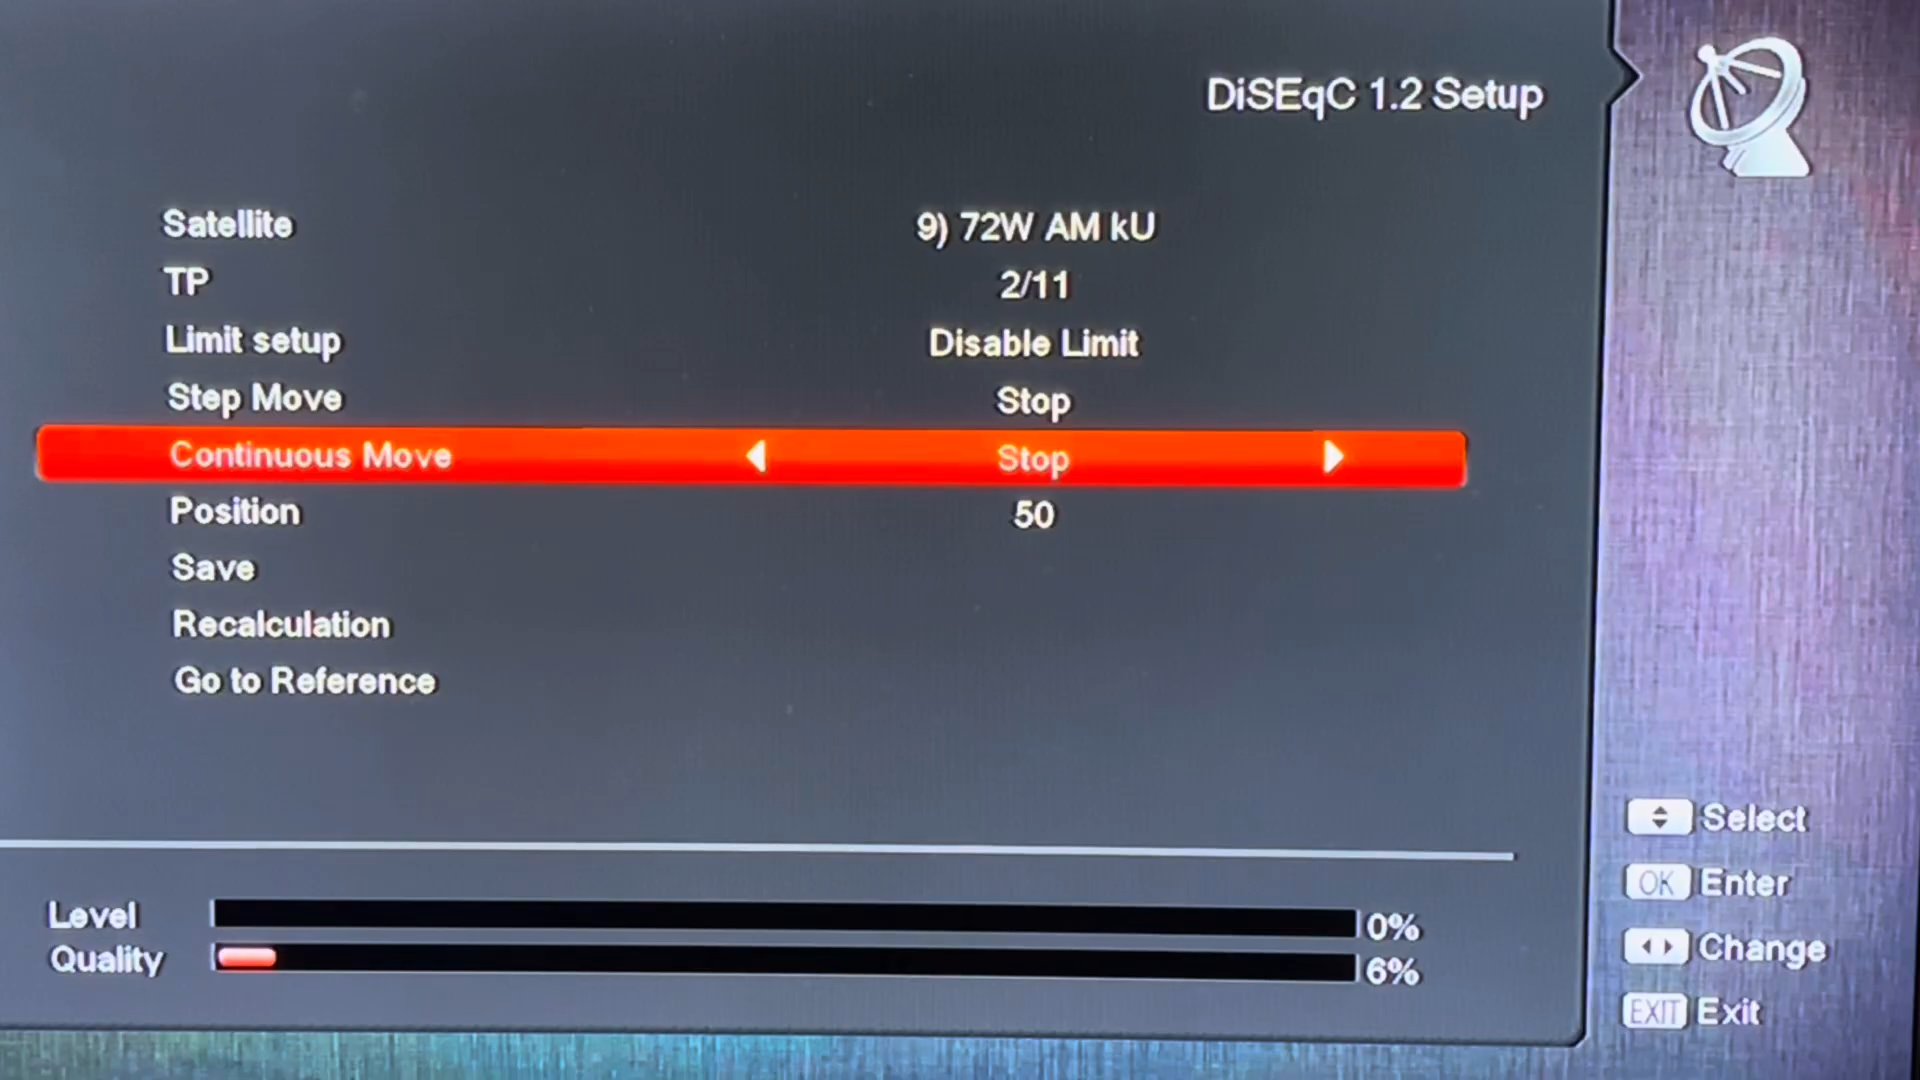 DiSEqC 1.2 Setup
Satellite 9) 72W AM kU
TP 2/11
Limit setup Disable Limit
Step Move Stop
Continuous Move Stop
Position 50
Save
Recalculation
Go to Reference
Level 0%
Quality 6%
Select
OK Enter
Change
EXIT Exit